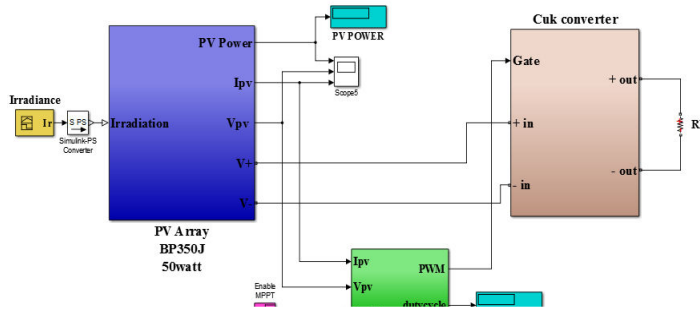 Cuk converter
PV Power
PV POWER
Gate
Ipv
Scope5
+ out
Irradiance
Ir
S PS
Irradiation
Vpv
+ in
R
Simulink-PS
Converter
V+
- in
- out
V-
PV Array
BP350J
50watt
Ipv
PWM
Enable
MPPT
Vpv
dutycycle